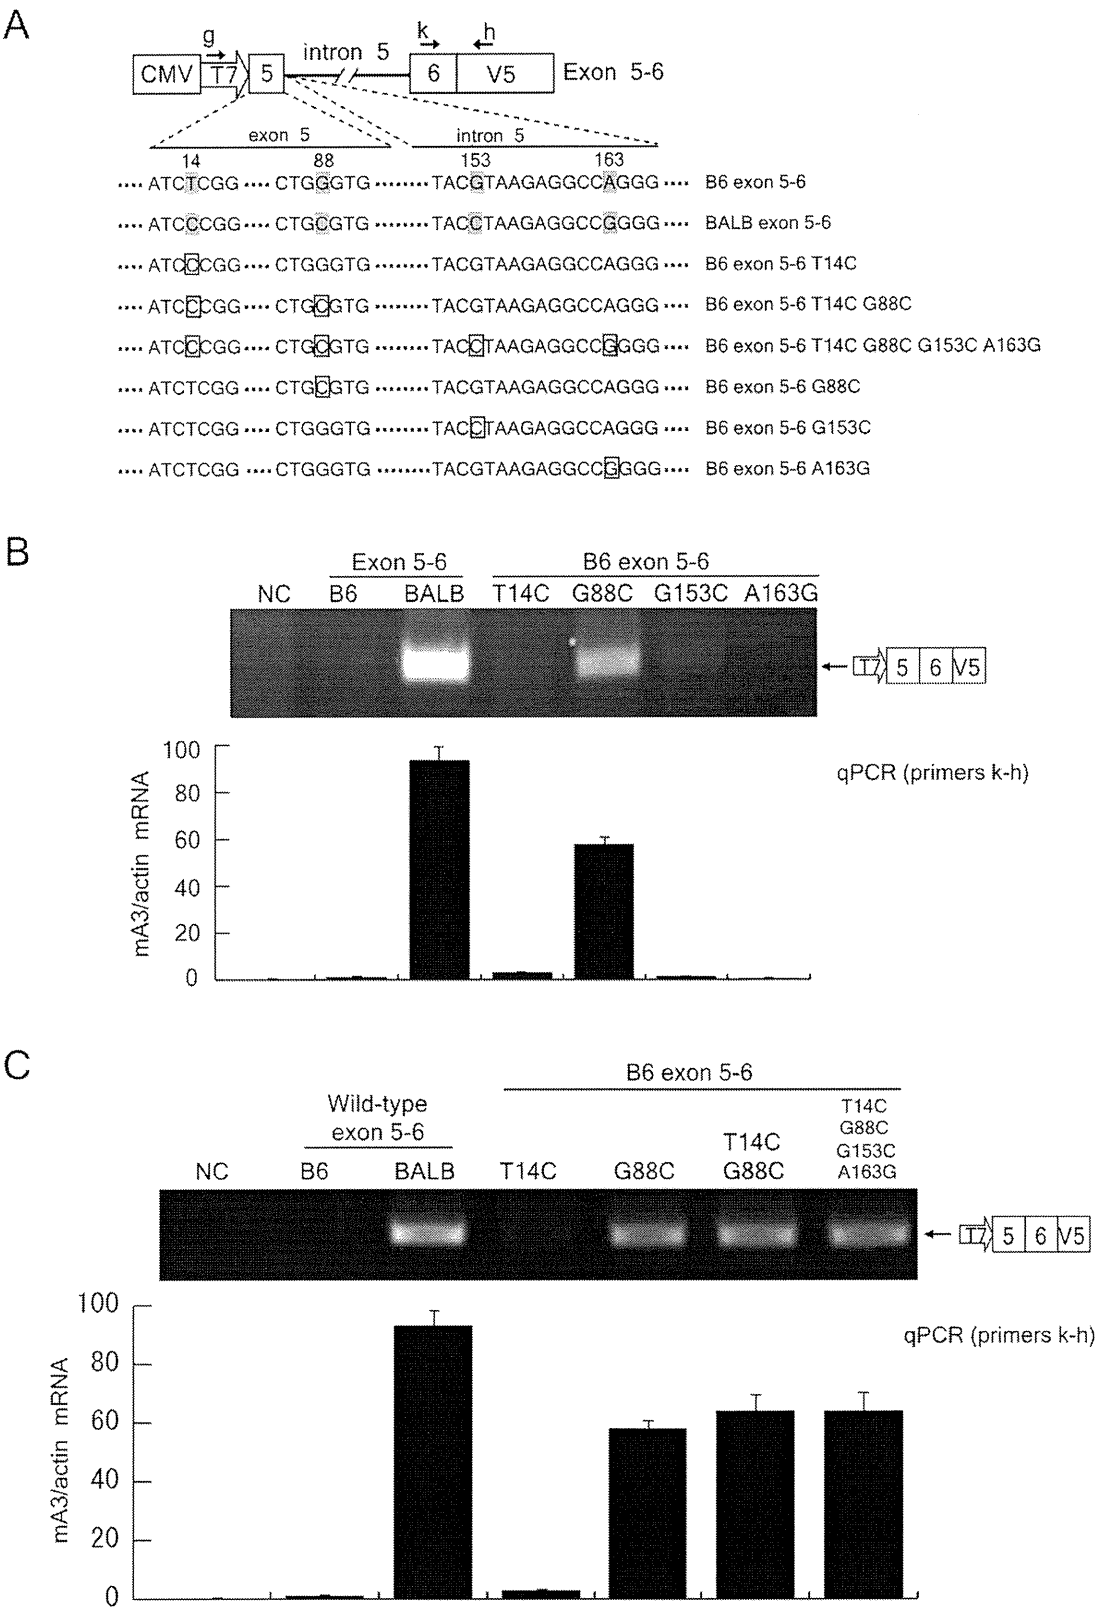 A
g
k
h
CMV
T7
5
intron 5
6
V5
Exon 5-6
exon 5
intron 5
14
88
153
163
···· ATCTCGG ···· CTGGGGTG ········ TACGTAAGAGGCCAGGG ···· B6 exon 5-6
···· ATCCCGG ···· CTGCGTG ········ TACCTAAGAGGCCGGGG ···· BALB exon 5-6
···· ATCCCGG ···· CTGGGTG ········ TACGTAAGAGGCCAGGG ···· B6 exon 5-6 T14C
···· ATCCCGG ···· CTGCGTG ········ TACGTAAGAGGCCAGGG ···· B6 exon 5-6 T14C G88C
···· ATCCCGG ···· CTGCGTG ········ TACCTAAGAGGCCGGGG ···· B6 exon 5-6 T14C G88C G153C A163G
···· ATCTCGG ···· CTGCGTG ········ TACGTAAGAGGCCAGGG ···· B6 exon 5-6 G88C
···· ATCTCGG ···· CTGGGTG ········ TACCTAAGAGGCCAGGG ···· B6 exon 5-6 G153C
···· ATCTCGG ···· CTGGGTG ········ TACGTAAGAGGCCGGGG ···· B6 exon 5-6 A163G
B
Exon 5-6
B6 exon 5-6
NC B6 BALB T14C G88C G153C A163G
T7 5 6 V5
qPCR (primers k-h)
mA3/actin mRNA
100
80
60
40
20
0
C
B6 exon 5-6
Wild-type
exon 5-6
NC
B6
BALB
T14C
G88C
T14C
G88C
T14C
G88C
G153C
A163G
T7 5 6 V5
qPCR (primers k-h)
mA3/actin mRNA
100
80
60
40
20
0